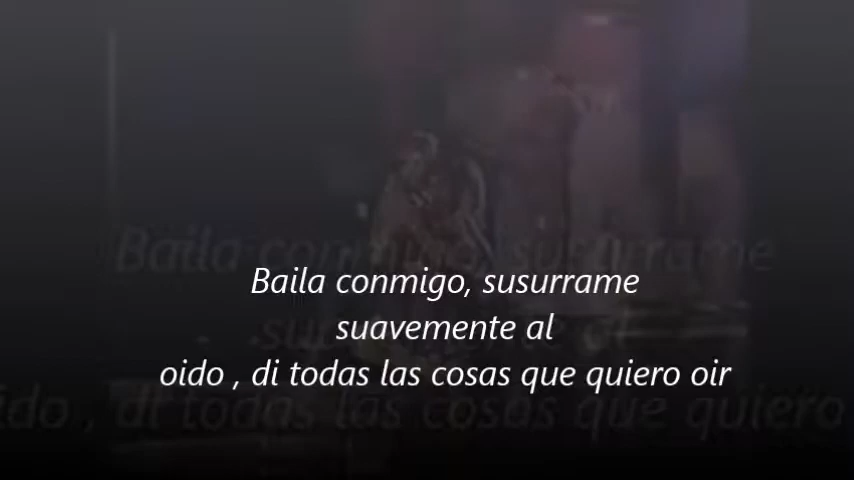 Baila conmigo, susurrame
suavemente al
oido , di todas las cosas que quiero oir